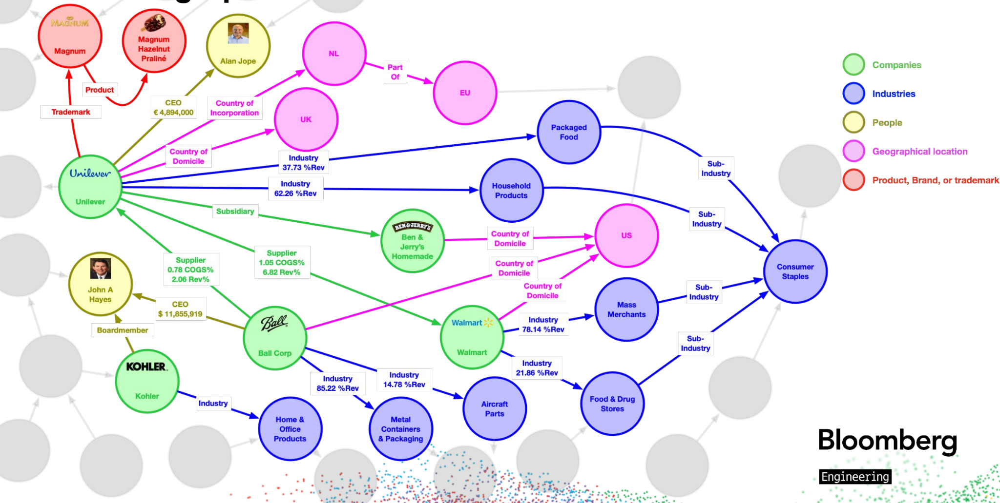 MAGNUM
Magnum
Magnum
Hazelnut
Praliné
Alan Jope
NL
Part
Of
EU
Product
Trademark
CEO
€ 4,894,000
Country of
Incorporation
UK
Country of
Domicile
Packaged
Food
Industry
37.73 %Rev
Sub-
Industry
Unilever
Unilever
Industry
62.26 %Rev
Household
Products
Sub-
Industry
Subsidiary
BEN&JERRY'S
Ben &
Jerry's
Homemade
Country of
Domicile
US
Supplier
0.78 COGS%
2.06 Rev%
Supplier
1.05 COGS%
6.82 Rev%
Country of
Domicile
Country of
Domicile
Consumer
Staples
Sub-
Industry
John A
Hayes
CEO
$ 11,855,919
Boardmember
Ball
Ball Corp
Walmart
Walmart
Industry
78.14 %Rev
Mass
Merchants
Sub-
Industry
Industry
21.86 %Rev
KOHLER.
Kohler
Industry
Industry
85.22 %Rev
Industry
14.78 %Rev
Home &
Office
Products
Metal
Containers
& Packaging
Aircraft
Parts
Food & Drug
Stores
Companies
Industries
People
Geographical location
Product, Brand, or trademark
Bloomberg
Engineering